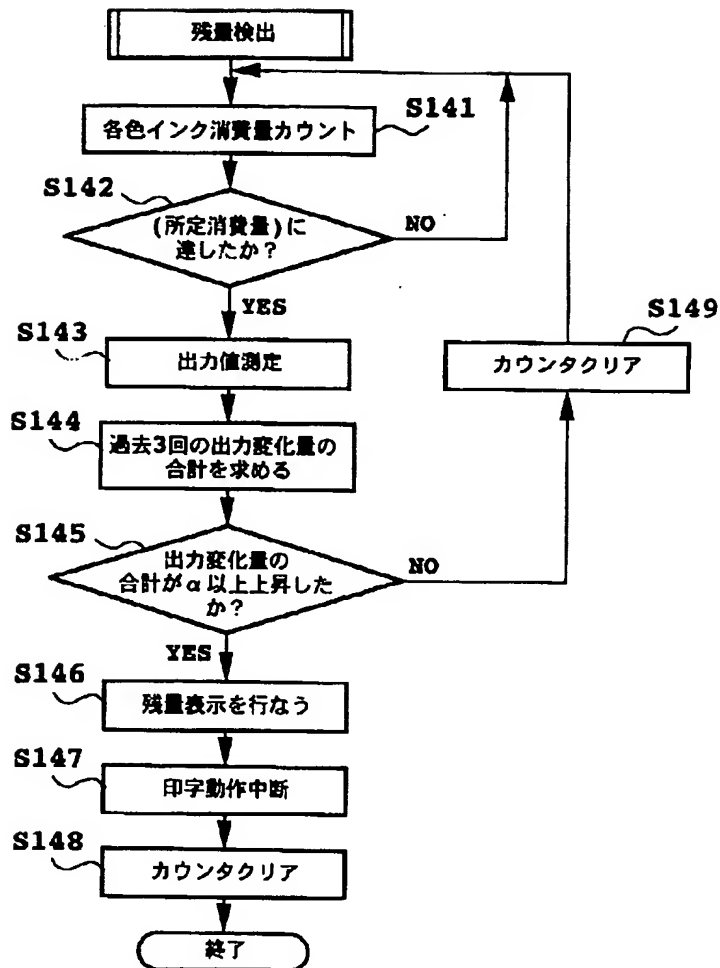 残量検出
S141
各色インク消費量カウント
S142
(所定消費量)に
達したか？
NO
YES
S143
出力値測定
S149
カウンタクリア
S144
過去3回の出力変化量の
合計を求める
S145
出力変化量の
合計がα以上上昇した
か？
NO
YES
S146
残量表示を行なう
S147
印字動作中断
S148
カウンタクリア
終了